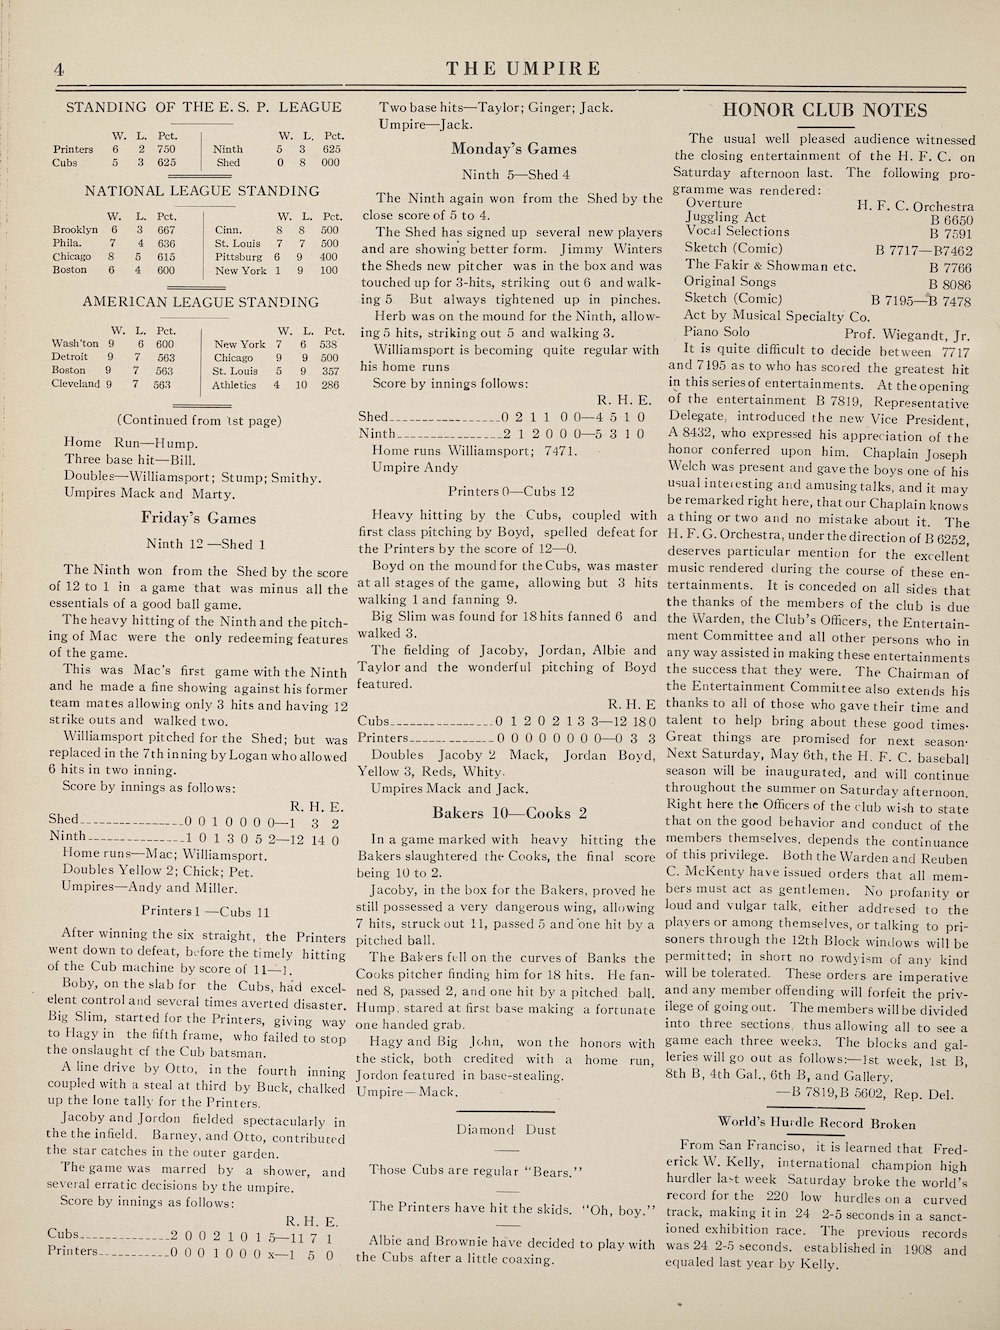 4
THE UMPIRE
STANDING OF THE E. S. P. LEAGUE
W. L. Pct. W. L. Pct.
Printers 6 2 750 Ninth 5 3 625
Cubs 5 3 625 Shed 0 8 000
NATIONAL LEAGUE STANDING
W. L. Pct. W. L. Pct.
Brooklyn 6 3 667 Cinn. 8 8 500
Phila. 7 4 636 St. Louis 7 7 500
Chicago 8 5 615 Pittsburg 6 9 400
Boston 6 4 600 New York 1 9 100
AMERICAN LEAGUE STANDING
W. L. Pct. W. L. Pct.
Wash'ton 9 6 600 New York 7 6 538
Detroit 9 7 563 Chicago 9 9 500
Boston 9 7 563 St. Louis 5 9 357
Cleveland 9 7 563 Athletics 4 10 286
(Continued from 1st page)
Home Run—Hump.
Three base hit—Bill.
Doubles—Williamsport; Stump; Smithy.
Umpires Mack and Marty.
Friday's Games
Ninth 12 —Shed 1
The Ninth won from the Shed by the score
of 12 to 1 in a game that was minus all the
essentials of a good ball game.
The heavy hitting of the Ninth and the pitch-
ing of Mac were the only redeeming features
of the game.
This was Mac's first game with the Ninth
and he made a fine showing against his former
team mates allowing only 3 hits and having 12
strike outs and walked two.
Williamsport pitched for the Shed; but was
replaced in the 7th inning by Logan who allowed
6 hits in two inning.
Score by innings as follows:
R. H. E.
Shed________________0 0 1 0 0 0 0—1 3 2
Ninth_______________1 0 1 3 0 5 2—12 14 0
Home runs—Mac; Williamsport.
Doubles Yellow 2; Chick; Pet.
Umpires—Andy and Miller.
Printers 1 —Cubs 11
After winning the six straight, the Printers
went down to defeat, before the timely hitting
of the Cub machine by score of 11—1.
Boby, on the slab for the Cubs, had excel-
elent control and several times averted disaster.
Big Slim, started for the Printers, giving way
to Hagy in the fifth frame, who failed to stop
the onslaught cf the Cub batsman.
A line drive by Otto, in the fourth inning
coupled with a steal at third by Buck, chalked
up the lone tally for the Printers.
Jacoby and Jordon fielded spectacularly in
the the infield. Barney, and Otto, contributed
the star catches in the outer garden.
The game was marred by a shower, and
several erratic decisions by the umpire.
Score by innings as follows:
R. H. E.
Cubs______________2 0 0 2 1 0 1 5—11 7 1
Printers___________0 0 0 1 0 0 0 x—1 5 0
Two base hits—Taylor; Ginger; Jack.
Umpire—Jack.
Monday's Games
Ninth 5—Shed 4
The Ninth again won from the Shed by the
close score of 5 to 4.
The Shed has signed up several new players
and are showing better form. Jimmy Winters
the Sheds new pitcher was in the box and was
touched up for 3-hits, striking out 6 and walk-
ing 5 But always tightened up in pinches.
Herb was on the mound for the Ninth, allow-
ing 5 hits, striking out 5 and walking 3.
Williamsport is becoming quite regular with
his home runs
Score by innings follows:
R. H. E.
Shed_________________0 2 1 1 0 0—4 5 1 0
Ninth________________2 1 2 0 0 0—5 3 1 0
Home runs Williamsport; 7471.
Umpire Andy
Printers 0—Cubs 12
Heavy hitting by the Cubs, coupled with
first class pitching by Boyd, spelled defeat for
the Printers by the score of 12—0.
Boyd on the mound for the Cubs, was master
at all stages of the game, allowing but 3 hits
walking 1 and fanning 9.
Big Slim was found for 18 hits fanned 6 and
walked 3.
The fielding of Jacoby, Jordan, Albie and
Taylor and the wonderful pitching of Boyd
featured.
R. H. E
Cubs________________0 1 2 0 2 1 3 3—12 18 0
Printers_____________0 0 0 0 0 0 0 0—0 3 3
Doubles Jacoby 2 Mack, Jordan Boyd,
Yellow 3, Reds, Whity.
Umpires Mack and Jack.
Bakers 10—Cooks 2
In a game marked with heavy hitting the
Bakers slaughtered the Cooks, the final score
being 10 to 2.
Jacoby, in the box for the Bakers, proved he
still possessed a very dangerous wing, allowing
7 hits, struck out 11, passed 5 and one hit by a
pitched ball.
The Bakers fell on the curves of Banks the
Cooks pitcher finding him for 18 hits. He fan-
ned 8, passed 2, and one hit by a pitched ball.
Hump, stared at first base making a fortunate
one handed grab.
Hagy and Big John, won the honors with
the stick, both credited with a home run,
Jordon featured in base-stealing.
Umpire—Mack.
Diamond Dust
Those Cubs are regular "Bears."
The Printers have hit the skids. "Oh, boy."
Albie and Brownie have decided to play with
the Cubs after a little coaxing.
HONOR CLUB NOTES
The usual well pleased audience witnessed
the closing entertainment of the H. F. C. on
Saturday afternoon last. The following pro-
gramme was rendered:
Overture H. F. C. Orchestra
Juggling Act B 6650
Vocal Selections B 7591
Sketch (Comic) B 7717—B7462
The Fakir & Showman etc. B 7766
Original Songs B 8086
Sketch (Comic) B 7195—B 7478
Act by Musical Specialty Co.
Piano Solo Prof. Wiegandt, Jr.
It is quite difficult to decide between 7717
and 7195 as to who has scored the greatest hit
in this series of entertainments. At the opening
of the entertainment B 7819, Representative
Delegate, introduced the new Vice President,
A 8432, who expressed his appreciation of the
honor conferred upon him. Chaplain Joseph
Welch was present and gave the boys one of his
usual interesting and amusing talks, and it may
be remarked right here, that our Chaplain knows
a thing or two and no mistake about it. The
H. F. G. Orchestra, under the direction of B 6252,
deserves particular mention for the excellent
music rendered during the course of these en-
tertainments. It is conceded on all sides that
the thanks of the members of the club is due
the Warden, the Club's Officers, the Entertain-
ment Committee and all other persons who in
any way assisted in making these entertainments
the success that they were. The Chairman of
the Entertainment Committee also extends his
thanks to all of those who gave their time and
talent to help bring about these good times.
Great things are promised for next season.
Next Saturday, May 6th, the H. F. C. baseball
season will be inaugurated, and will continue
throughout the summer on Saturday afternoon.
Right here the Officers of the club wish to state
that on the good behavior and conduct of the
members themselves, depends the continuance
of this privilege. Both the Warden and Reuben
C. McKenty have issued orders that all mem-
bers must act as gentlemen. No profanity or
loud and vulgar talk, either addresed to the
players or among themselves, or talking to pri-
soners through the 12th Block windows will be
permitted; in short no rowdyism of any kind
will be tolerated. These orders are imperative
and any member offending will forfeit the priv-
ilege of going out. The members will be divided
into three sections, thus allowing all to see a
game each three weeks. The blocks and gal-
leries will go out as follows:—1st week, 1st B,
8th B, 4th Gal., 6th B, and Gallery.
—B 7819, B 5602, Rep. Del.
World's Hurdle Record Broken
From San Franciso, it is learned that Fred-
erick W. Kelly, international champion high
hurdler last week Saturday broke the world's
record for the 220 low hurdles on a curved
track, making it in 24 2-5 seconds in a sanct-
ioned exhibition race. The previous records
was 24 2-5 seconds. established in 1908 and
equaled last year by Kelly.